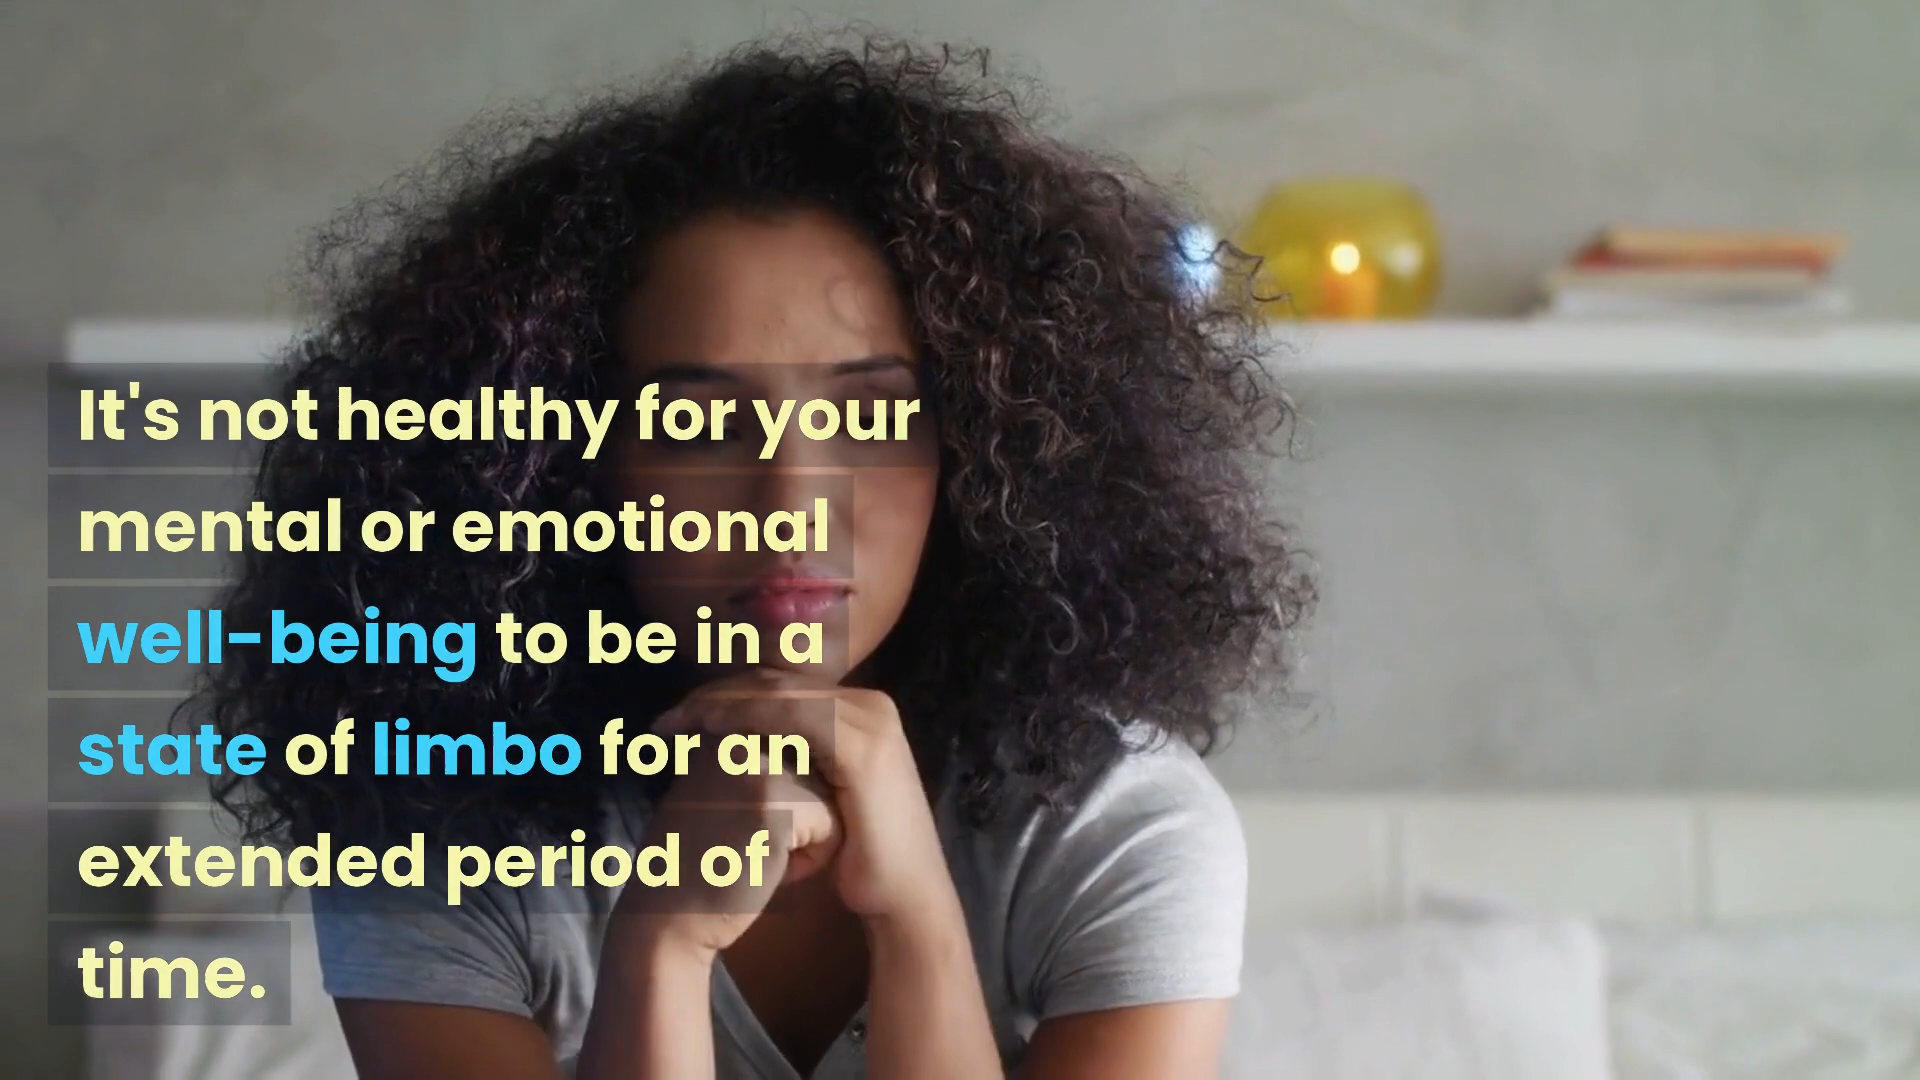 It's not healthy for your
mental or emotional
well-being to be in a
state of limbo for an
extended period of
time.